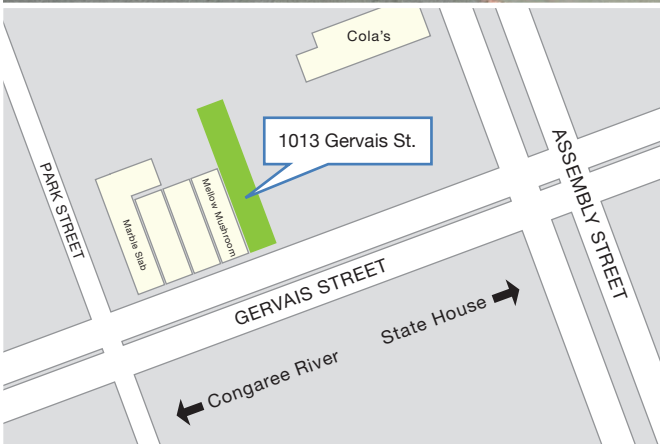 Cola's
1013 Gervais St.
PARK STREET
ASSEMBLY STREET
Marble Slab
Mellow Mushroom
GERVAIS STREET
State House
Congaree River